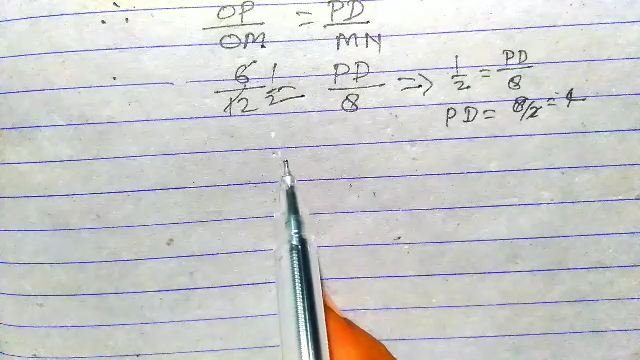 ∴ OP/OM = PD/MN
6/12 = 1/2 = PD/8 => 1/2 = PD/8
PD = 8/2 = 4